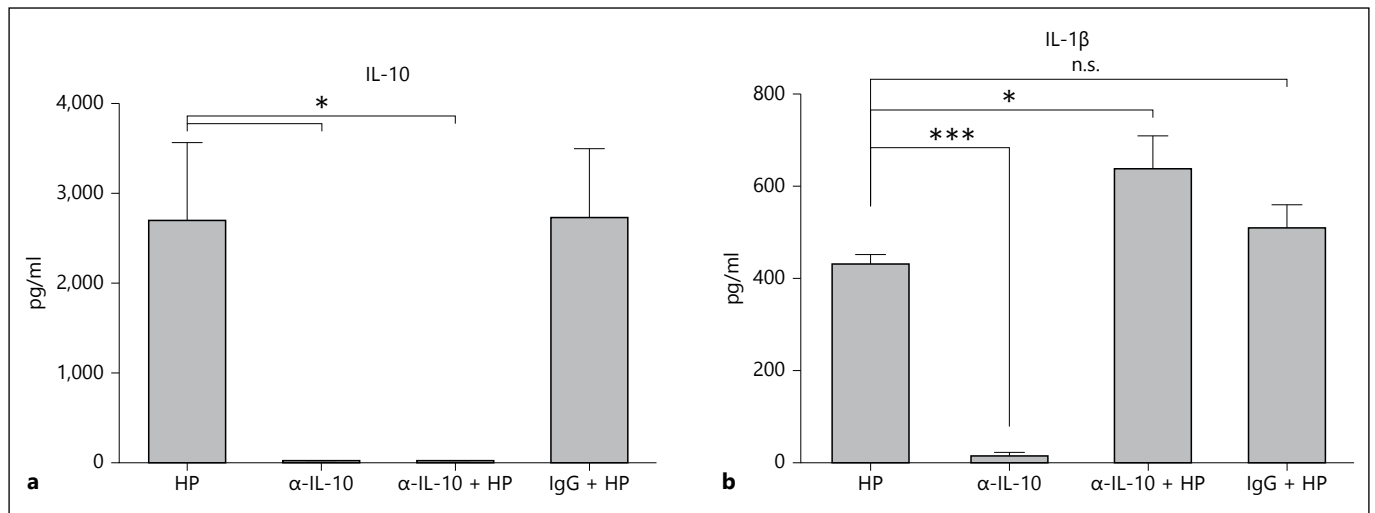 IL-10
*
4,000
3,000
2,000
1,000
0
pg/ml
HP
α-IL-10
α-IL-10 + HP
IgG + HP
a
IL-1β
n.s.
*
***
800
600
400
200
0
pg/ml
HP
α-IL-10
α-IL-10 + HP
IgG + HP
b